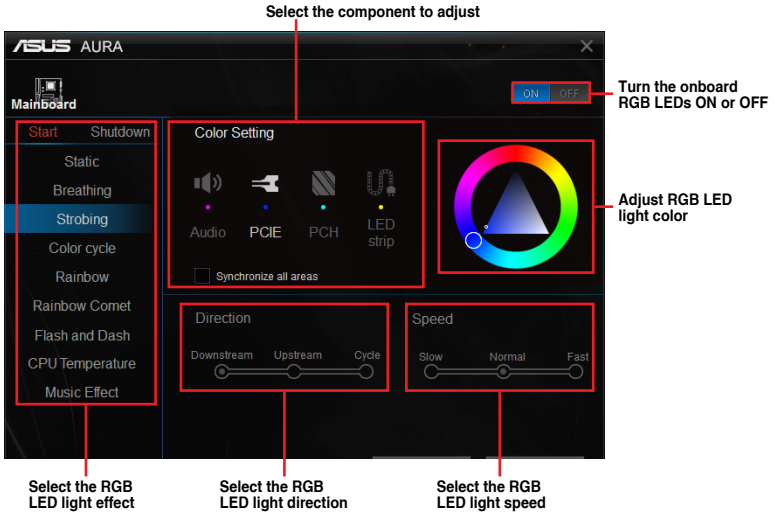 Select the component to adjust
ASUS AURA
Mainboard
ON OFF
Turn the onboard
RGB LEDs ON or OFF
Start Shutdown
Static
Breathing
Strobing
Color cycle
Rainbow
Rainbow Comet
Flash and Dash
CPU Temperature
Music Effect
Color Setting
Audio
PCIE
PCH
LED
strip
Synchronize all areas
Adjust RGB LED
light color
Direction
Downstream Upstream Cycle
Speed
Slow Normal Fast
Select the RGB
LED light effect
Select the RGB
LED light direction
Select the RGB
LED light speed